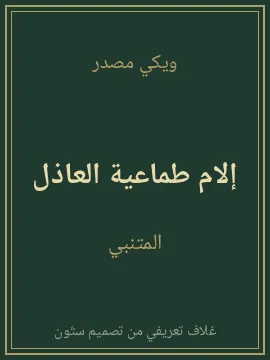 ويكي مصدر
إلام طماعية العاذل
المتنبي
غلاف تعريفي من تصميم سثون